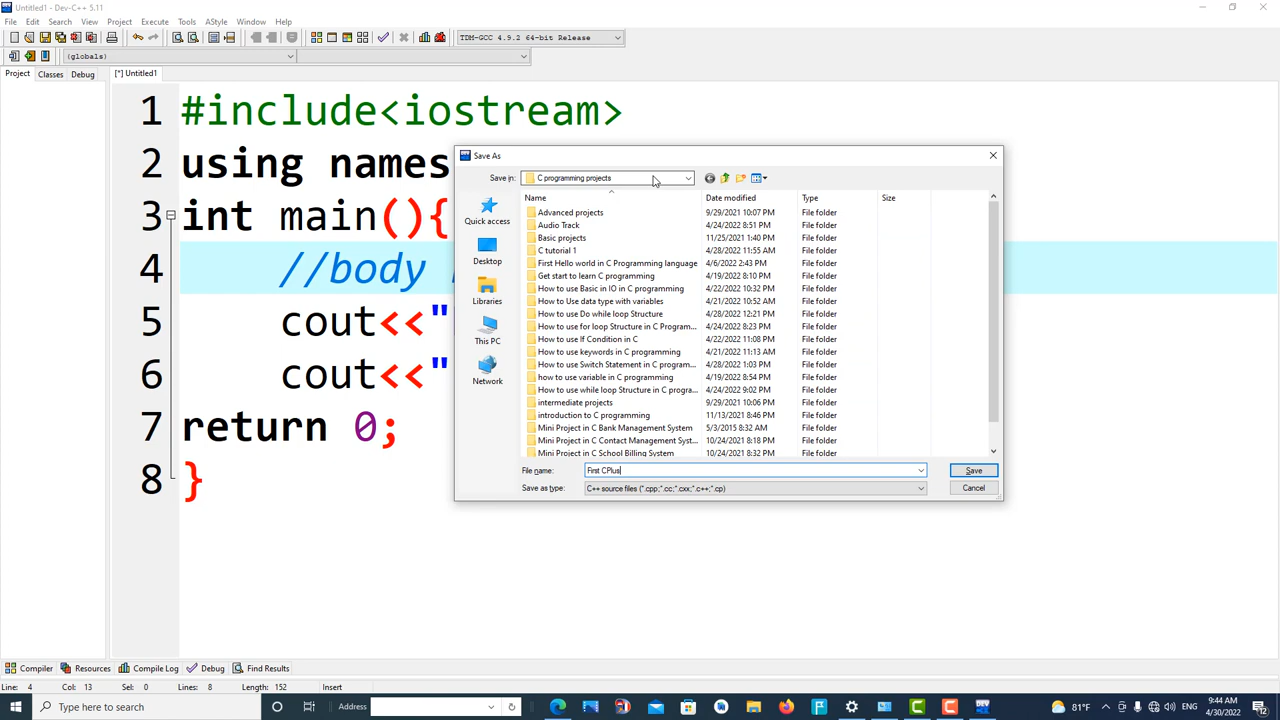 Untitled1 - Dev-C++ 5.11
File Edit Search View Project Execute Tools AStyle Window Help
TDM-GCC 4.9.2 64-bit Release
(globals)
Project Classes Debug [*] Untitled1
1 #include<iostream>
2 using names
3 int main(){
4 //body
5 cout<<"
6 cout<<"
7 return 0;
8 }
Save As
Save in: C programming projects
Name Date modified Type Size
Quick access
Desktop
Libraries
This PC
Network
Advanced projects 9/29/2021 10:07 PM File folder
Audio Track 4/24/2022 8:51 PM File folder
Basic projects 11/25/2021 1:40 PM File folder
C tutorial 1 4/28/2022 11:55 AM File folder
First Hello world in C Programming language 4/6/2022 2:43 PM File folder
Get start to learn C programming 4/19/2022 8:10 PM File folder
How to use Basic in IO in C programming 4/22/2022 10:32 PM File folder
How to Use data type with variables 4/21/2022 10:52 AM File folder
How to use Do while loop Structure 4/28/2022 12:21 PM File folder
How to use for loop Structure in C Program... 4/24/2022 8:23 PM File folder
How to use If Condition in C 4/22/2022 11:08 PM File folder
How to use keywords in C programming 4/21/2022 11:13 AM File folder
How to use Switch Statement in C program... 4/28/2022 1:03 PM File folder
how to use variable in C programming 4/19/2022 8:54 PM File folder
How to use while loop Structure in C progra... 4/24/2022 9:02 PM File folder
intermediate projects 9/29/2021 10:06 PM File folder
introduction to C programming 11/13/2021 8:46 PM File folder
Mini Project in C Bank Management System 5/3/2015 8:32 AM File folder
Mini Project in C Contact Management Syst... 10/24/2021 8:18 PM File folder
Mini Project in C School Billing System 10/24/2021 8:32 PM File folder
File name: First CPlus Save
Save as type: C++ source files (*.cpp;*.cc;*.cxx;*.c++;*.cp) Cancel
Compiler Resources Compile Log Debug Find Results
Line: 4 Col: 13 Sel: 0 Lines: 8 Length: 152 Insert
Type here to search Address 81°F ENG 9:44 AM
4/30/2022